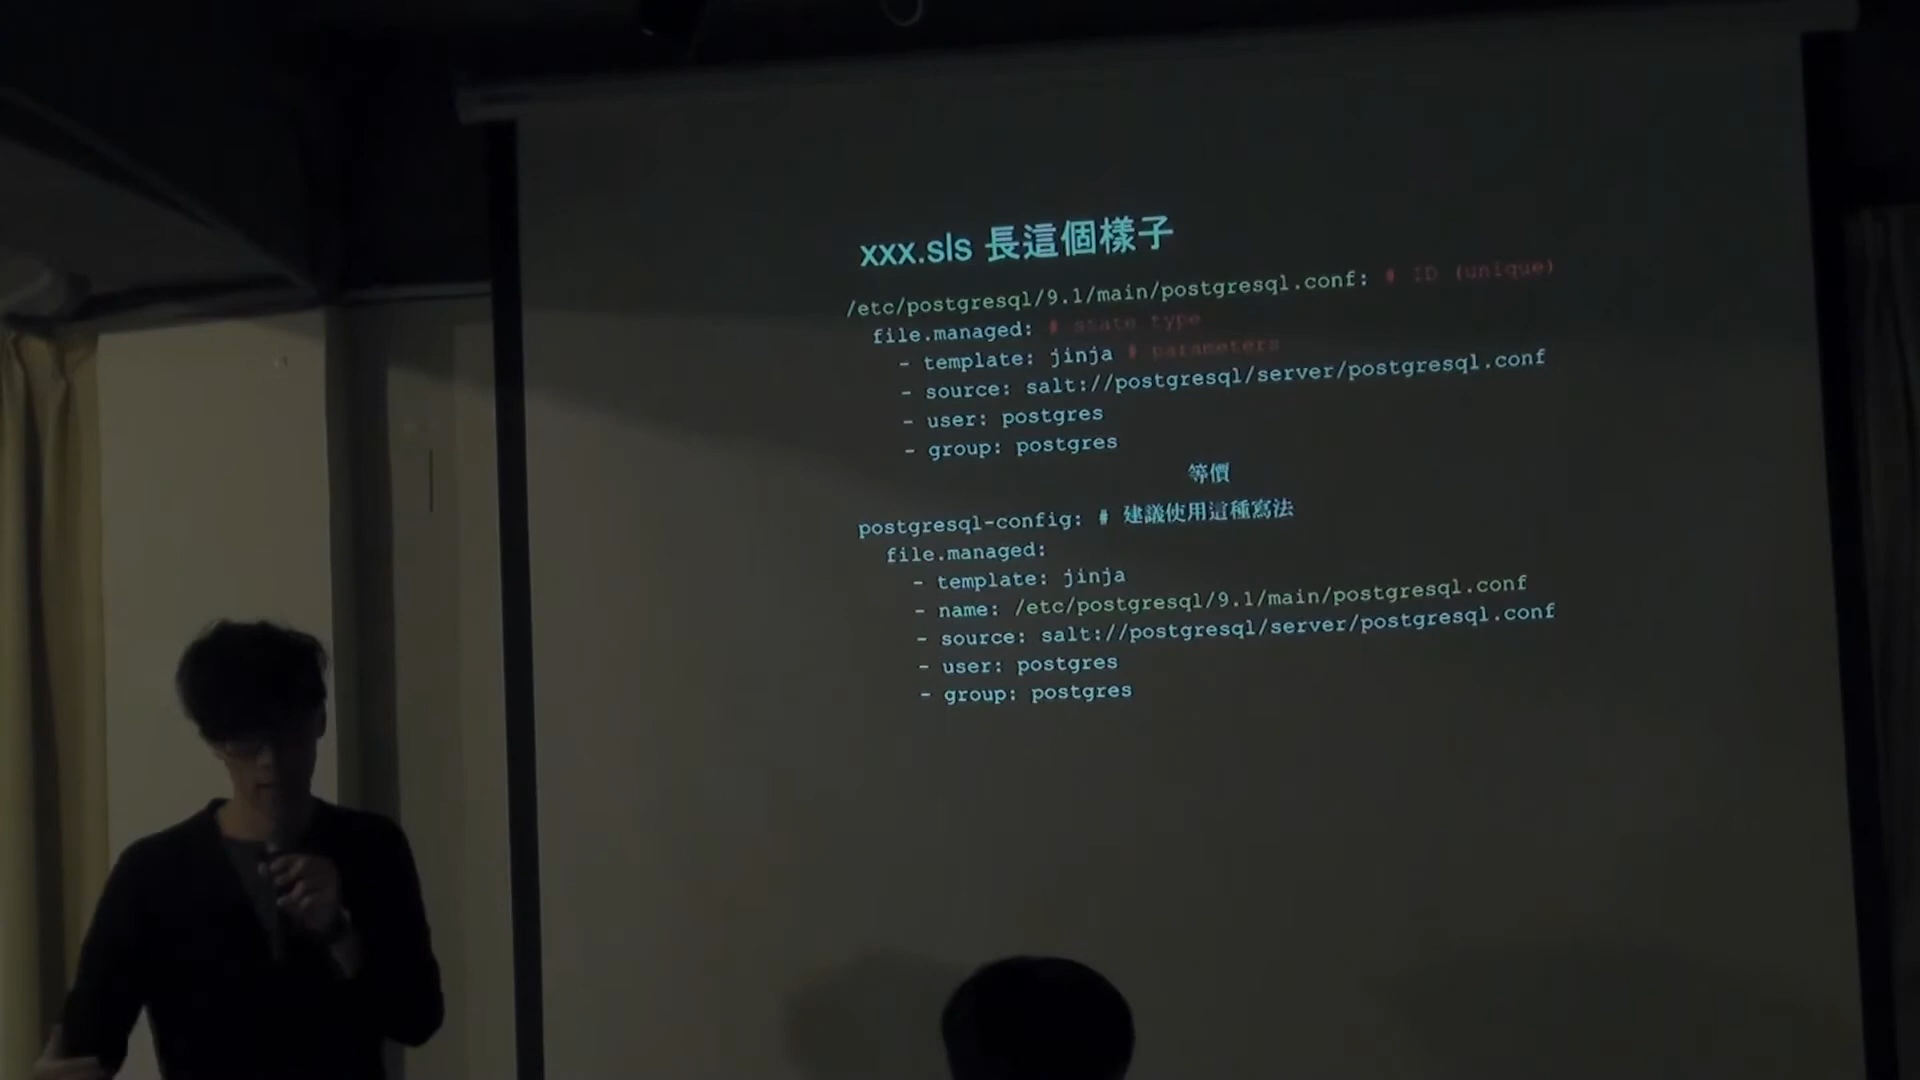 xxx.sls 長這個樣子
/etc/postgresql/9.1/main/postgresql.conf: # ID (unique)
file.managed: # state type
- template: jinja # parameters
- source: salt://postgresql/server/postgresql.conf
- user: postgres
- group: postgres
等價
postgresql-config: # 建議使用這種寫法
file.managed:
- template: jinja
- name: /etc/postgresql/9.1/main/postgresql.conf
- source: salt://postgresql/server/postgresql.conf
- user: postgres
- group: postgres